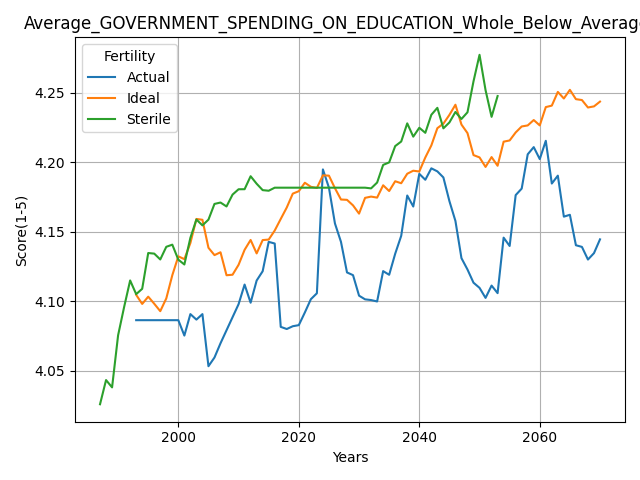 Average_GOVERNMENT_SPENDING_ON_EDUCATION_Whole_Below_Average
Fertility
Actual
Ideal
Sterile
4.25
4.20
4.15
4.10
4.05
Score(1-5)
2000 2020 2040 2060
Years